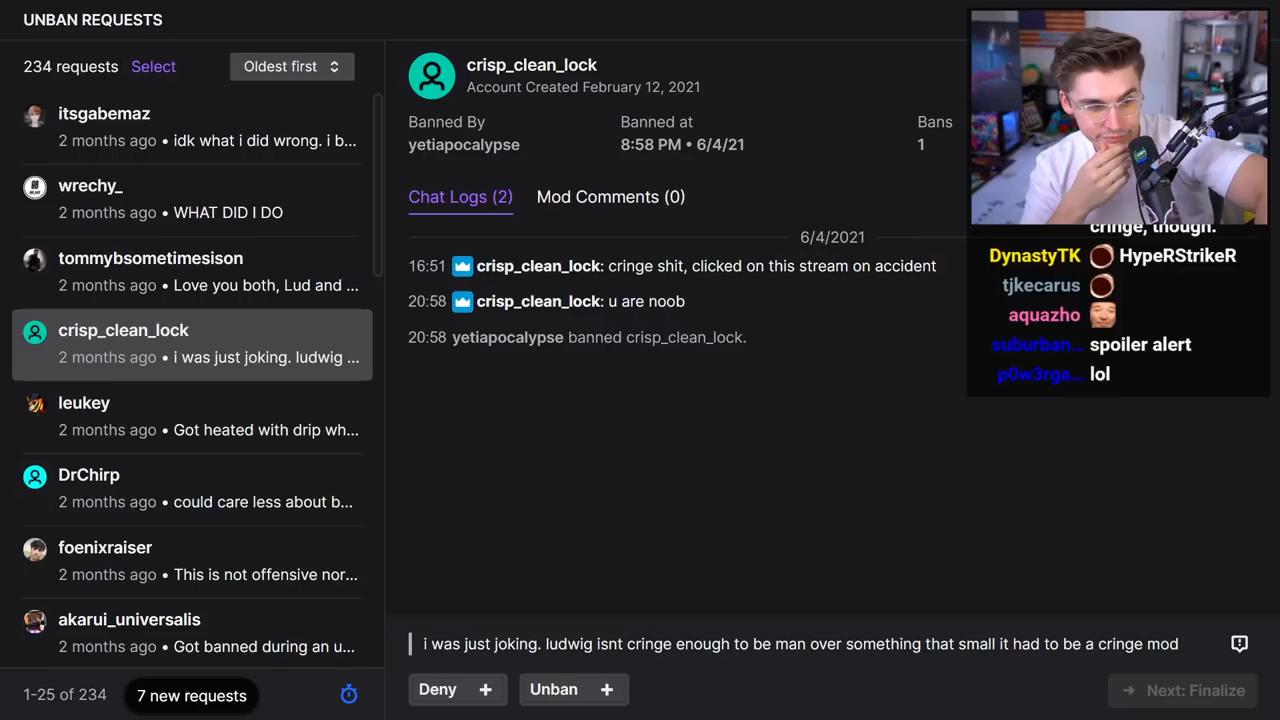 UNBAN REQUESTS
234 requests Select Oldest first
itsgabemaz
2 months ago • idk what i did wrong. i b...
wrechy_
2 months ago • WHAT DID I DO
tommybsometimesison
2 months ago • Love you both, Lud and ...
crisp_clean_lock
2 months ago • i was just joking. ludwig ...
leukey
2 months ago • Got heated with drip wh...
DrChirp
2 months ago • could care less about b...
foenixraiser
2 months ago • This is not offensive nor...
akarui_universalis
2 months ago • Got banned during an u...
1-25 of 234 7 new requests
crisp_clean_lock
Account Created February 12, 2021
Banned By Banned at Bans
yetiapocalypse 8:58 PM • 6/4/21 1
Chat Logs (2) Mod Comments (0)
6/4/2021
16:51 crisp_clean_lock: cringe shit, clicked on this stream on accident
20:58 crisp_clean_lock: u are noob
20:58 yetiapocalypse banned crisp_clean_lock.
i was just joking. ludwig isnt cringe enough to be man over something that small it had to be a cringe mod
Deny + Unban + Next: Finalize
cringe, though.
DynastyTK HypeRStrikeR
tjkecarus
aquazho
suburban... spoiler alert
p0w3rga... lol